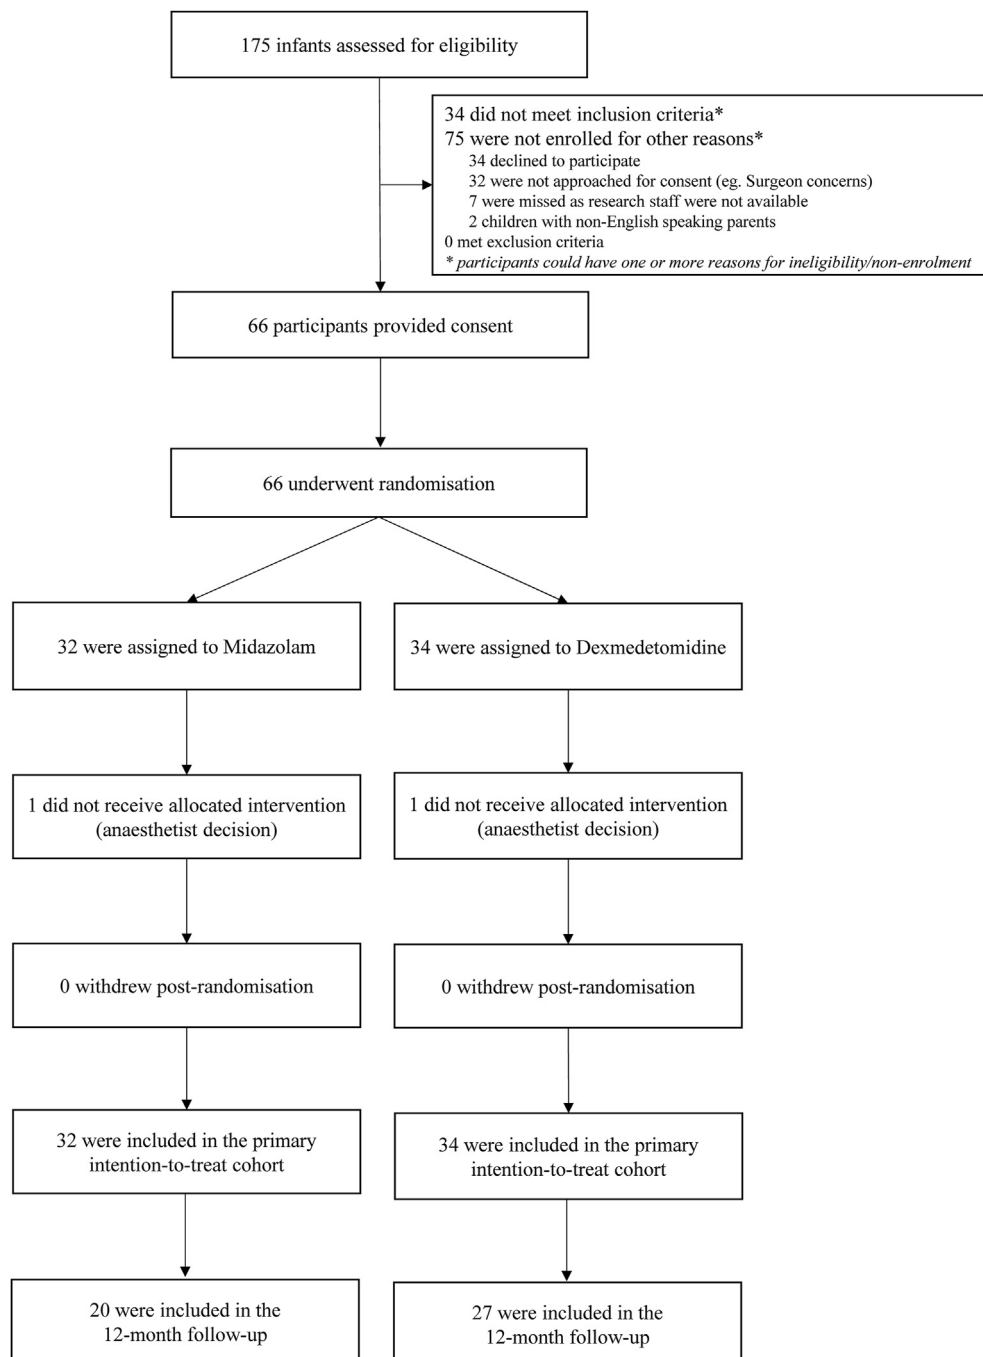 175 infants assessed for eligibility
34 did not meet inclusion criteria*
75 were not enrolled for other reasons*
34 declined to participate
32 were not approached for consent (eg. Surgeon concerns)
7 were missed as research staff were not available
2 children with non-English speaking parents
0 met exclusion criteria
* participants could have one or more reasons for ineligibility/non-enrolment
66 participants provided consent
66 underwent randomisation
32 were assigned to Midazolam
34 were assigned to Dexmedetomidine
1 did not receive allocated intervention
(anaesthetist decision)
1 did not receive allocated intervention
(anaesthetist decision)
0 withdrew post-randomisation
0 withdrew post-randomisation
32 were included in the primary
intention-to-treat cohort
34 were included in the primary
intention-to-treat cohort
20 were included in the
12-month follow-up
27 were included in the
12-month follow-up